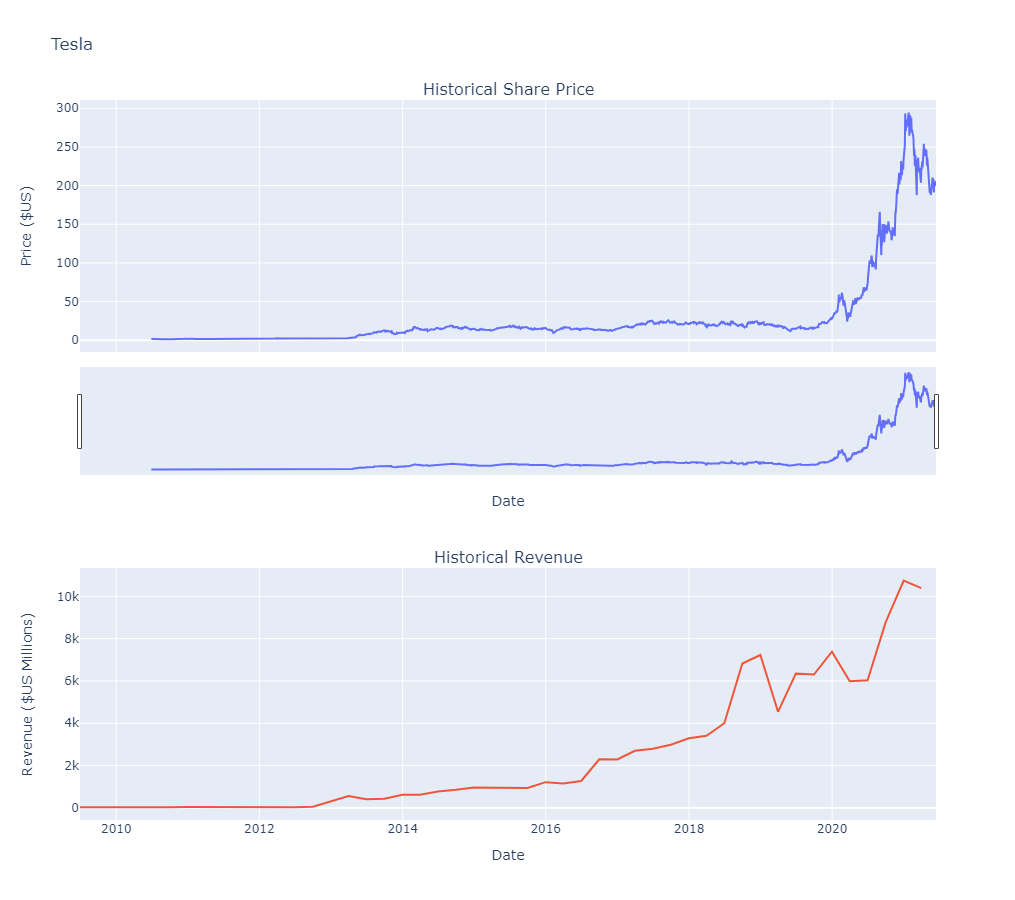 Tesla
Historical Share Price
Price ($US)
300
250
200
150
100
50
0
Date
Historical Revenue
Revenue ($US Millions)
10k
8k
6k
4k
2k
0
2010 2012 2014 2016 2018 2020
Date